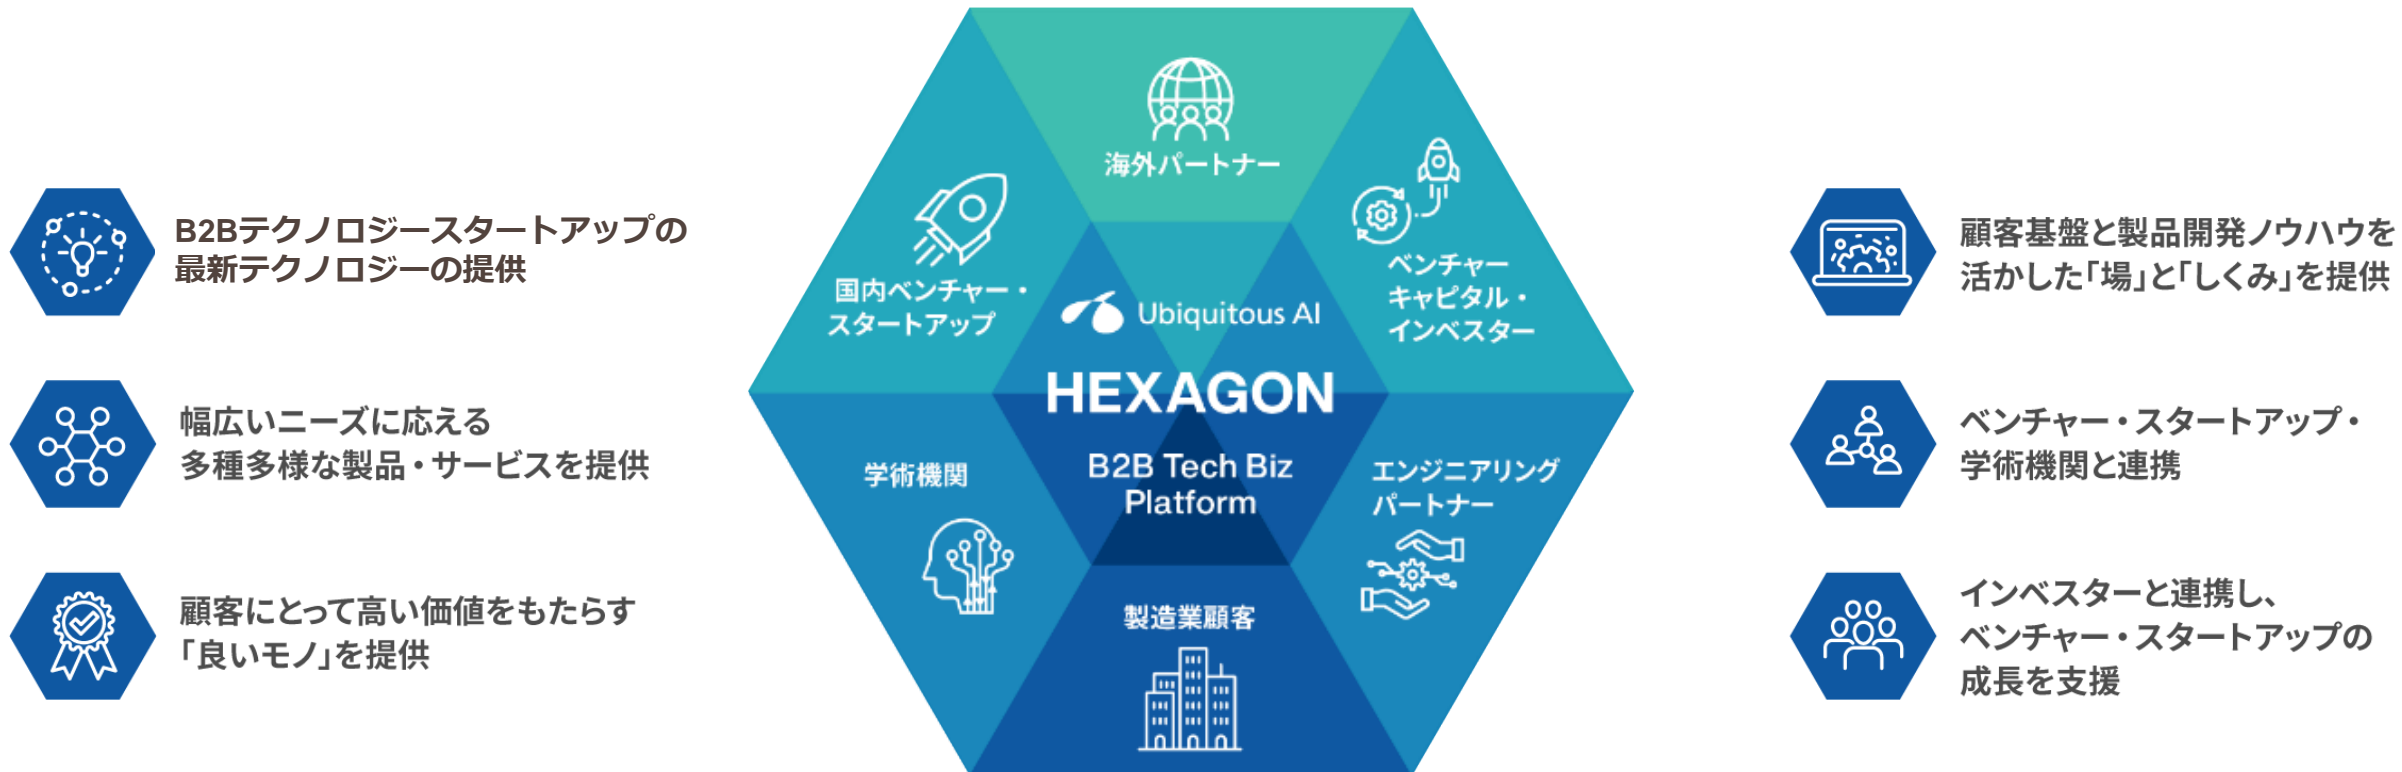 B2Bテクノロジースタートアップの
最新テクノロジーの提供
幅広いニーズに応える
多種多様な製品・サービスを提供
顧客にとって高い価値をもたらす
「良いモノ」を提供
海外パートナー
国内ベンチャー・
スタートアップ
ベンチャー
キャピタル・
インベスター
Ubiquitous AI
HEXAGON
B2B Tech Biz
Platform
学術機関
エンジニアリング
パートナー
製造業顧客
顧客基盤と製品開発ノウハウを
活かした「場」と「しくみ」を提供
ベンチャー・スタートアップ・
学術機関と連携
インベスターと連携し、
ベンチャー・スタートアップの
成長を支援